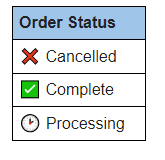 Order Status
Cancelled
Complete
Processing